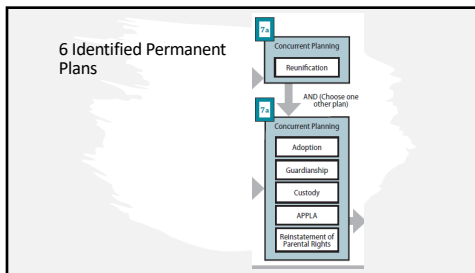 6 Identified Permanent
Plans
7a
Concurrent Planning
Reunification
AND (Choose one
other plan)
7a
Concurrent Planning
Adoption
Guardianship
Custody
APPLA
Reinstatement of
Parental Rights